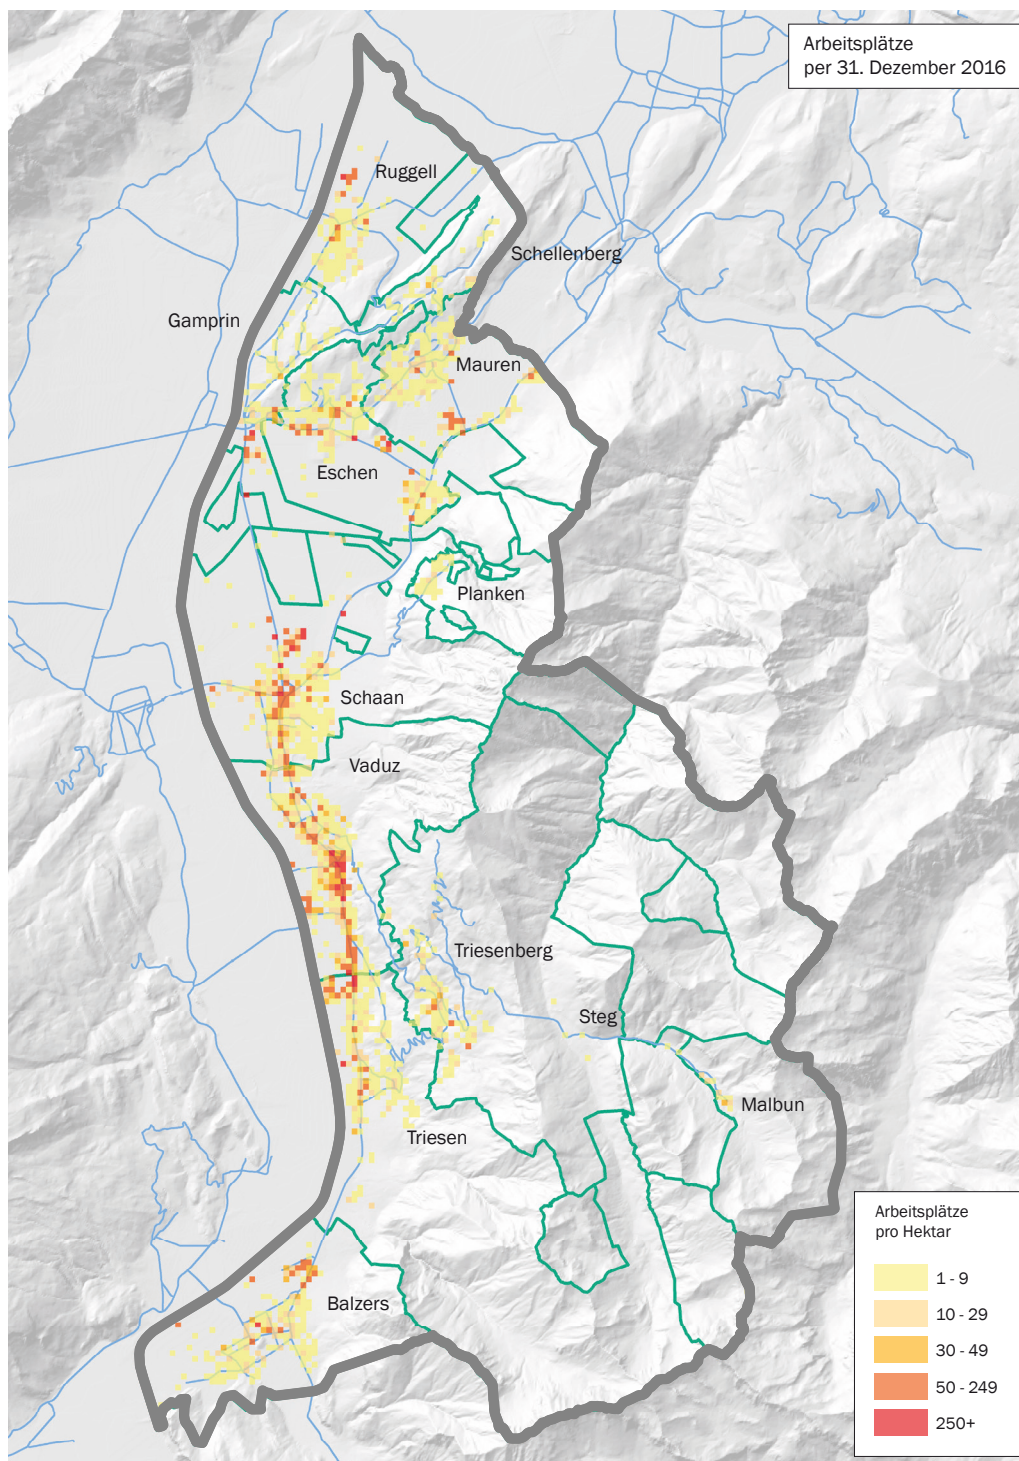 Arbeitsplätze
per 31. Dezember 2016
Ruggell
Schellenberg
Gamprin
Mauren
Eschen
Planken
Schaan
Vaduz
Triesenberg
Steg
Malbun
Triesen
Balzers
Arbeitsplätze
pro Hektar
1 - 9
10 - 29
30 - 49
50 - 249
250+